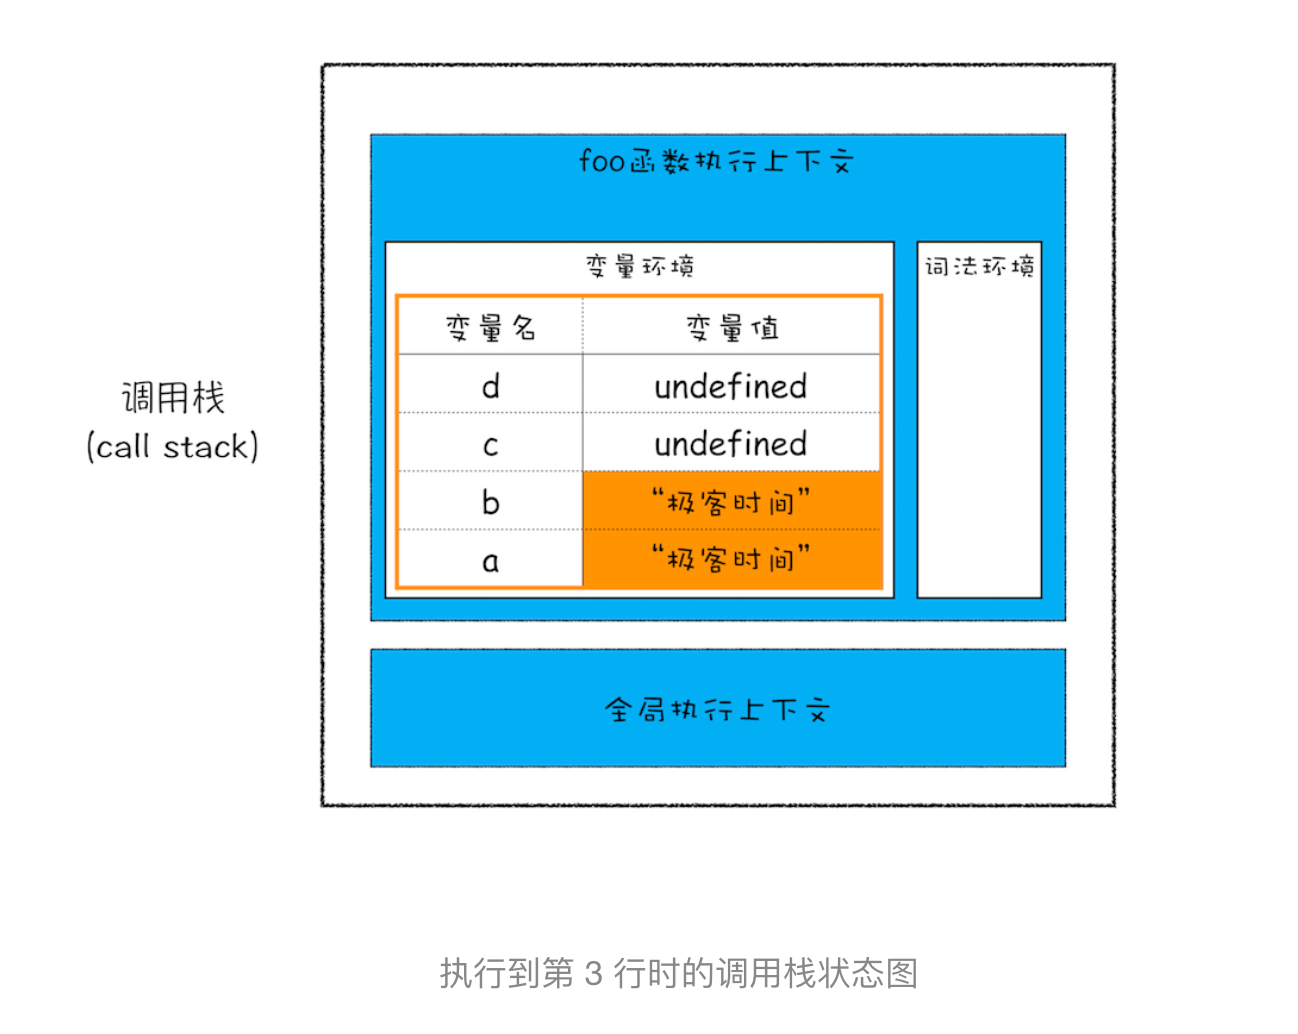 foo函数执行上下文
变量环境
词法环境
变量名 变量值
d undefined
c undefined
b “极客时间”
a “极客时间”
调用栈
(call stack)
全局执行上下文
执行到第 3 行时的调用栈状态图